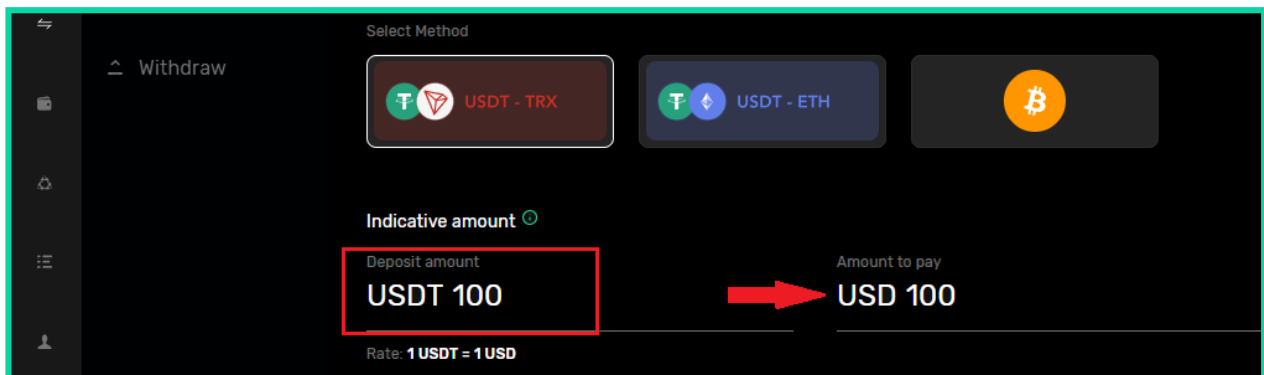 Select Method
Withdraw
USDT - TRX
USDT - ETH
Indicative amount
Deposit amount
Amount to pay
USDT 100
USD 100
Rate: 1 USDT = 1 USD